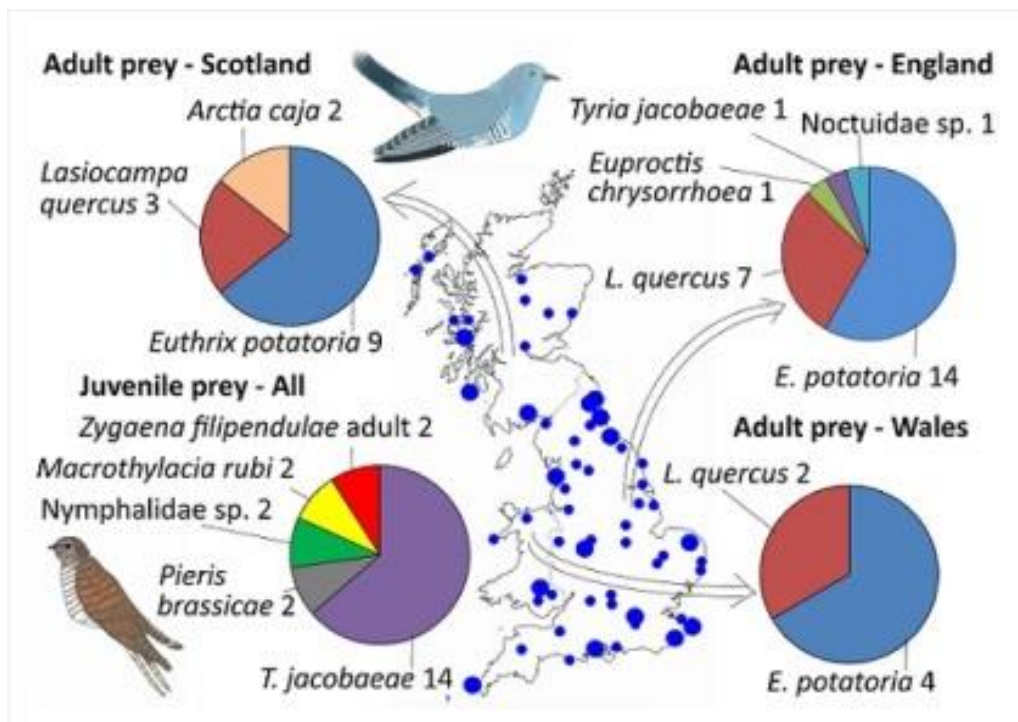 Adult prey - Scotland
Arctia caja 2
Lasiocampa
quercus 3
Euthrix potatoria 9
Adult prey - England
Tyria jacobaeae 1
Noctuidae sp. 1
Euproctis
chrysorrhoea 1
L. quercus 7
E. potatoria 14
Juvenile prey - All
Zygaena filipendulae adult 2
Macrothylacia rubi 2
Nymphalidae sp. 2
Pieris
brassicae 2
T. jacobaeae 14
Adult prey - Wales
L. quercus 2
E. potatoria 4